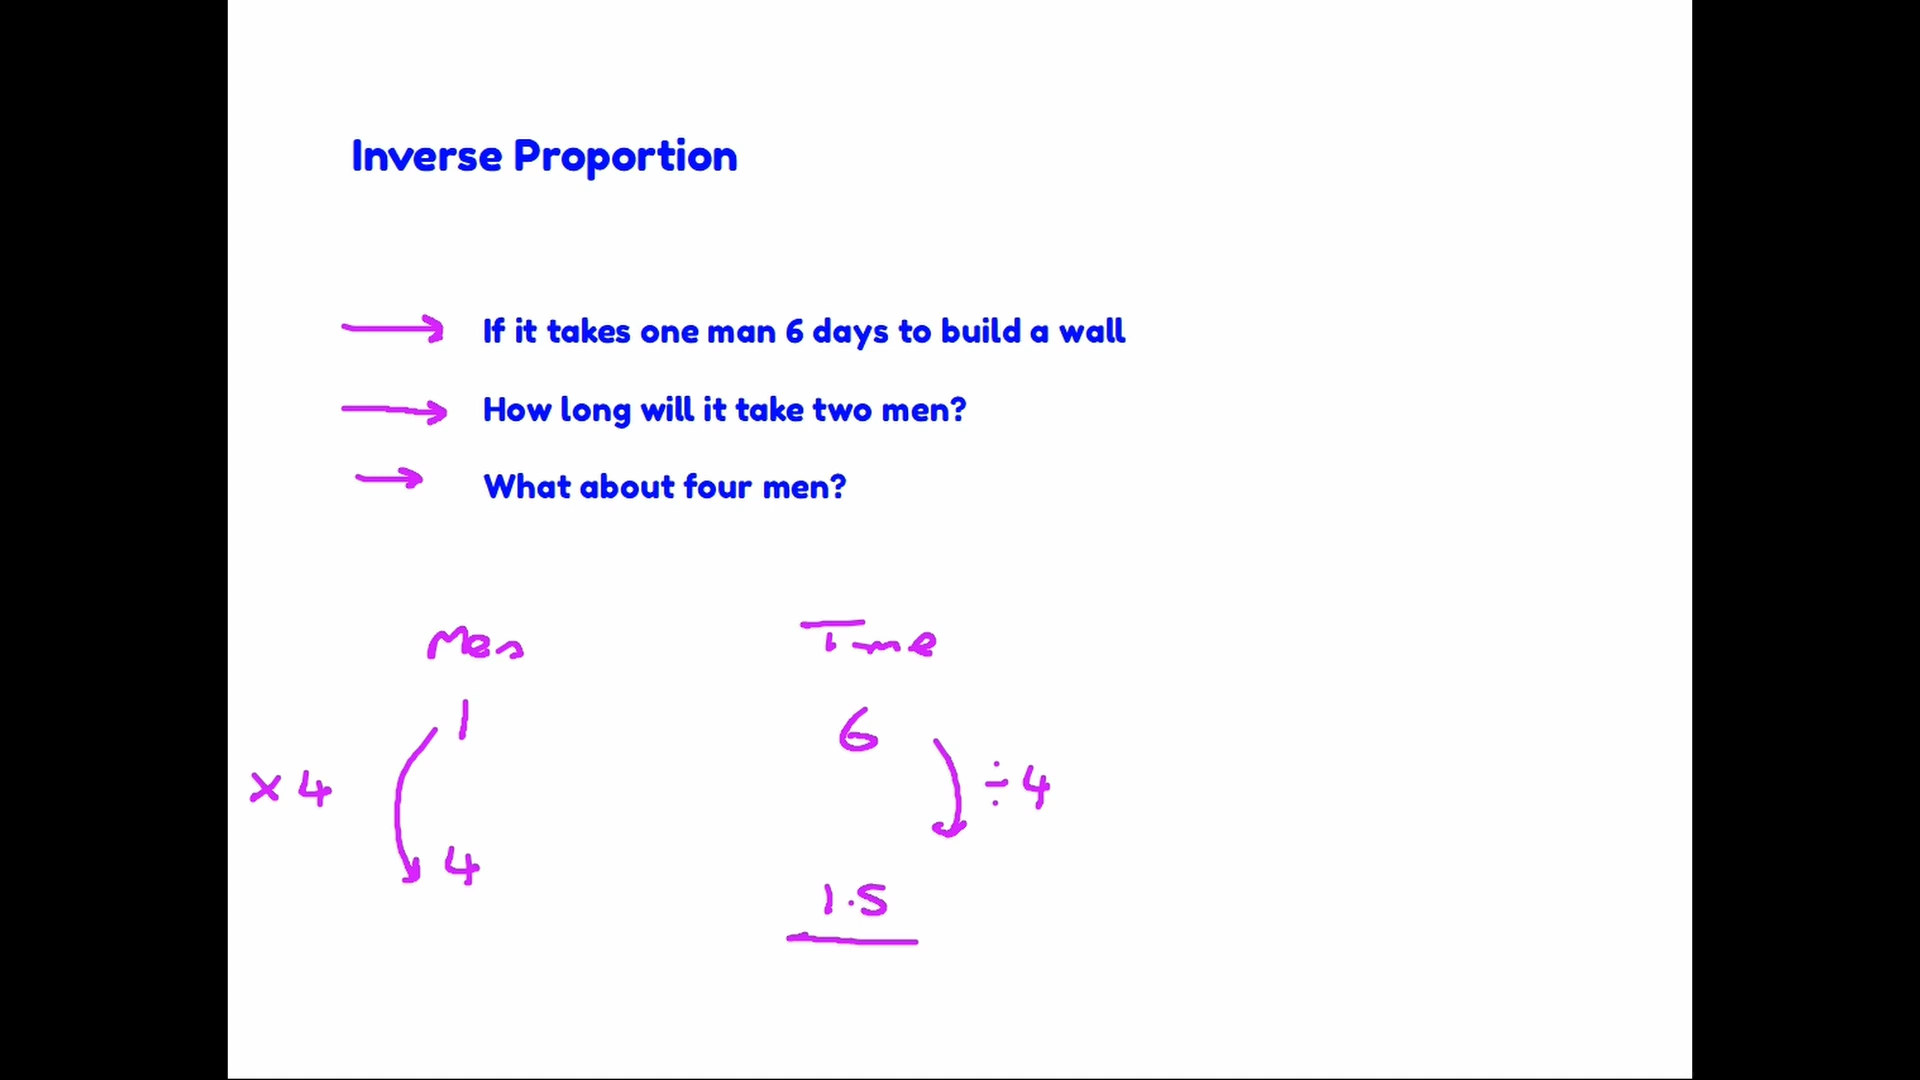 Inverse Proportion
If it takes one man 6 days to build a wall
How long will it take two men?
What about four men?
Men Time
1 6
x 4 ÷ 4
4
1.5